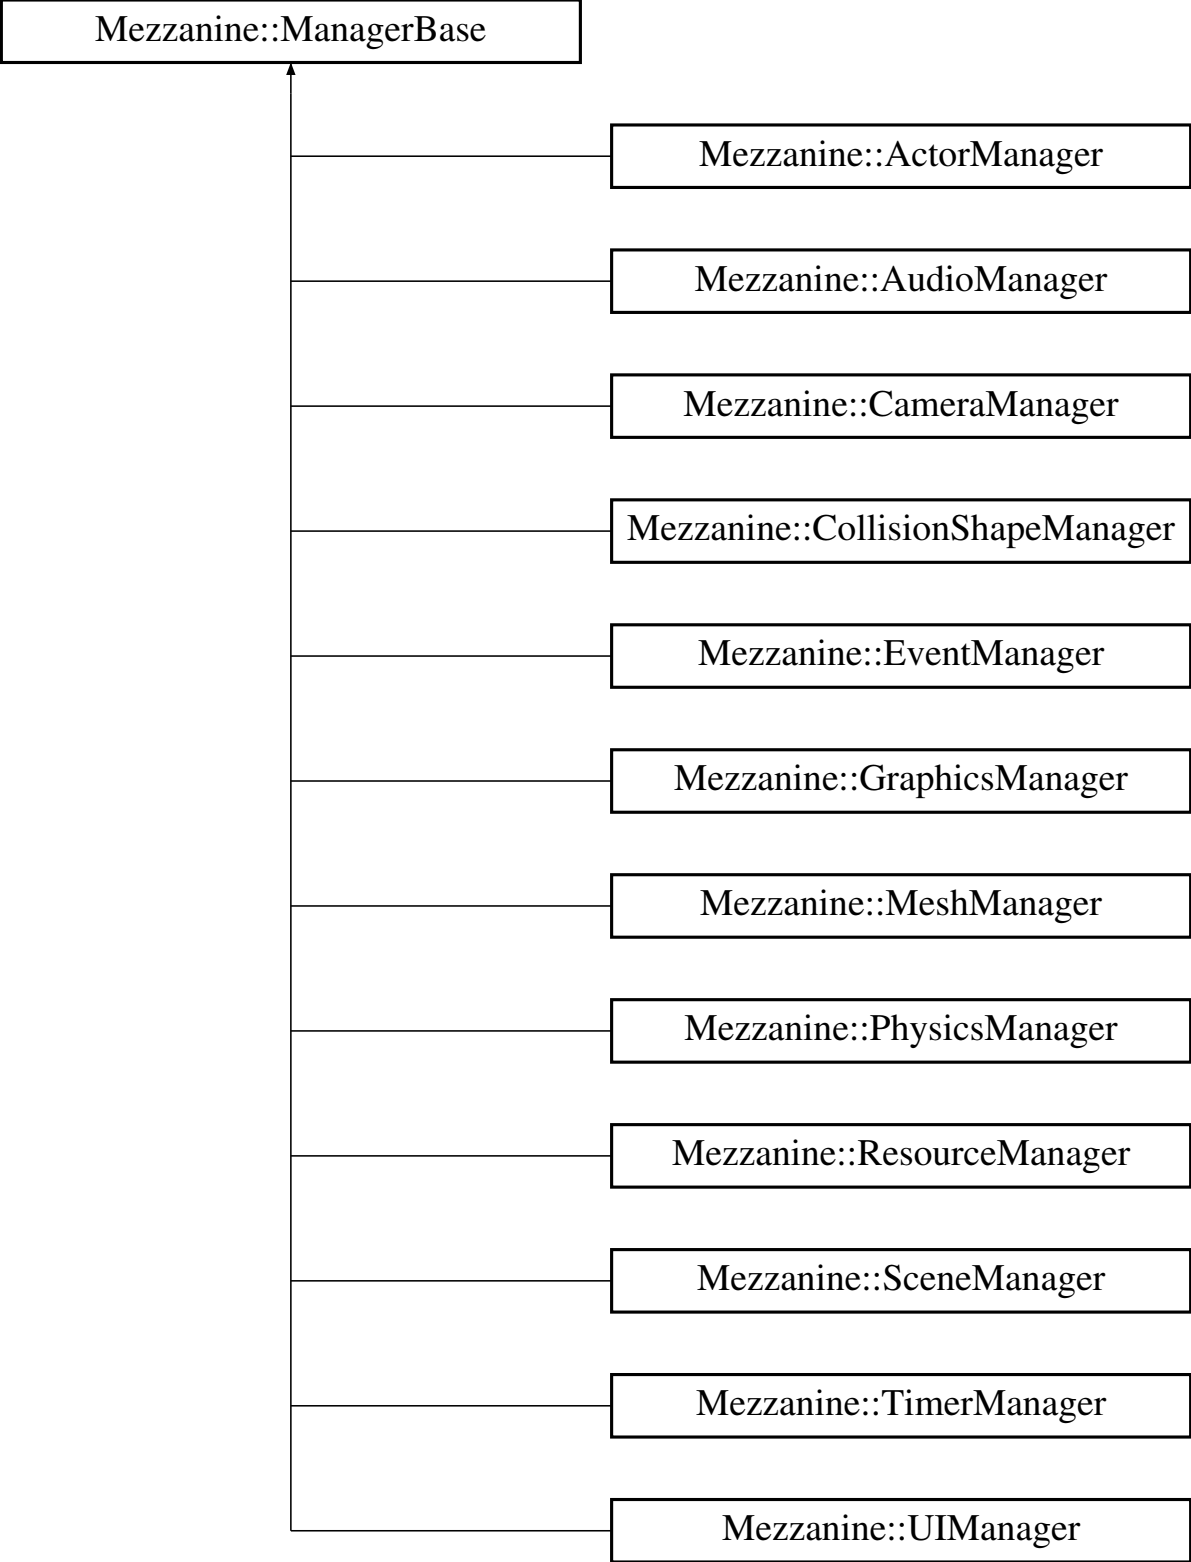 Mezzanine::ManagerBase
Mezzanine::ActorManager
Mezzanine::AudioManager
Mezzanine::CameraManager
Mezzanine::CollisionShapeManager
Mezzanine::EventManager
Mezzanine::GraphicsManager
Mezzanine::MeshManager
Mezzanine::PhysicsManager
Mezzanine::ResourceManager
Mezzanine::SceneManager
Mezzanine::TimerManager
Mezzanine::UIManager